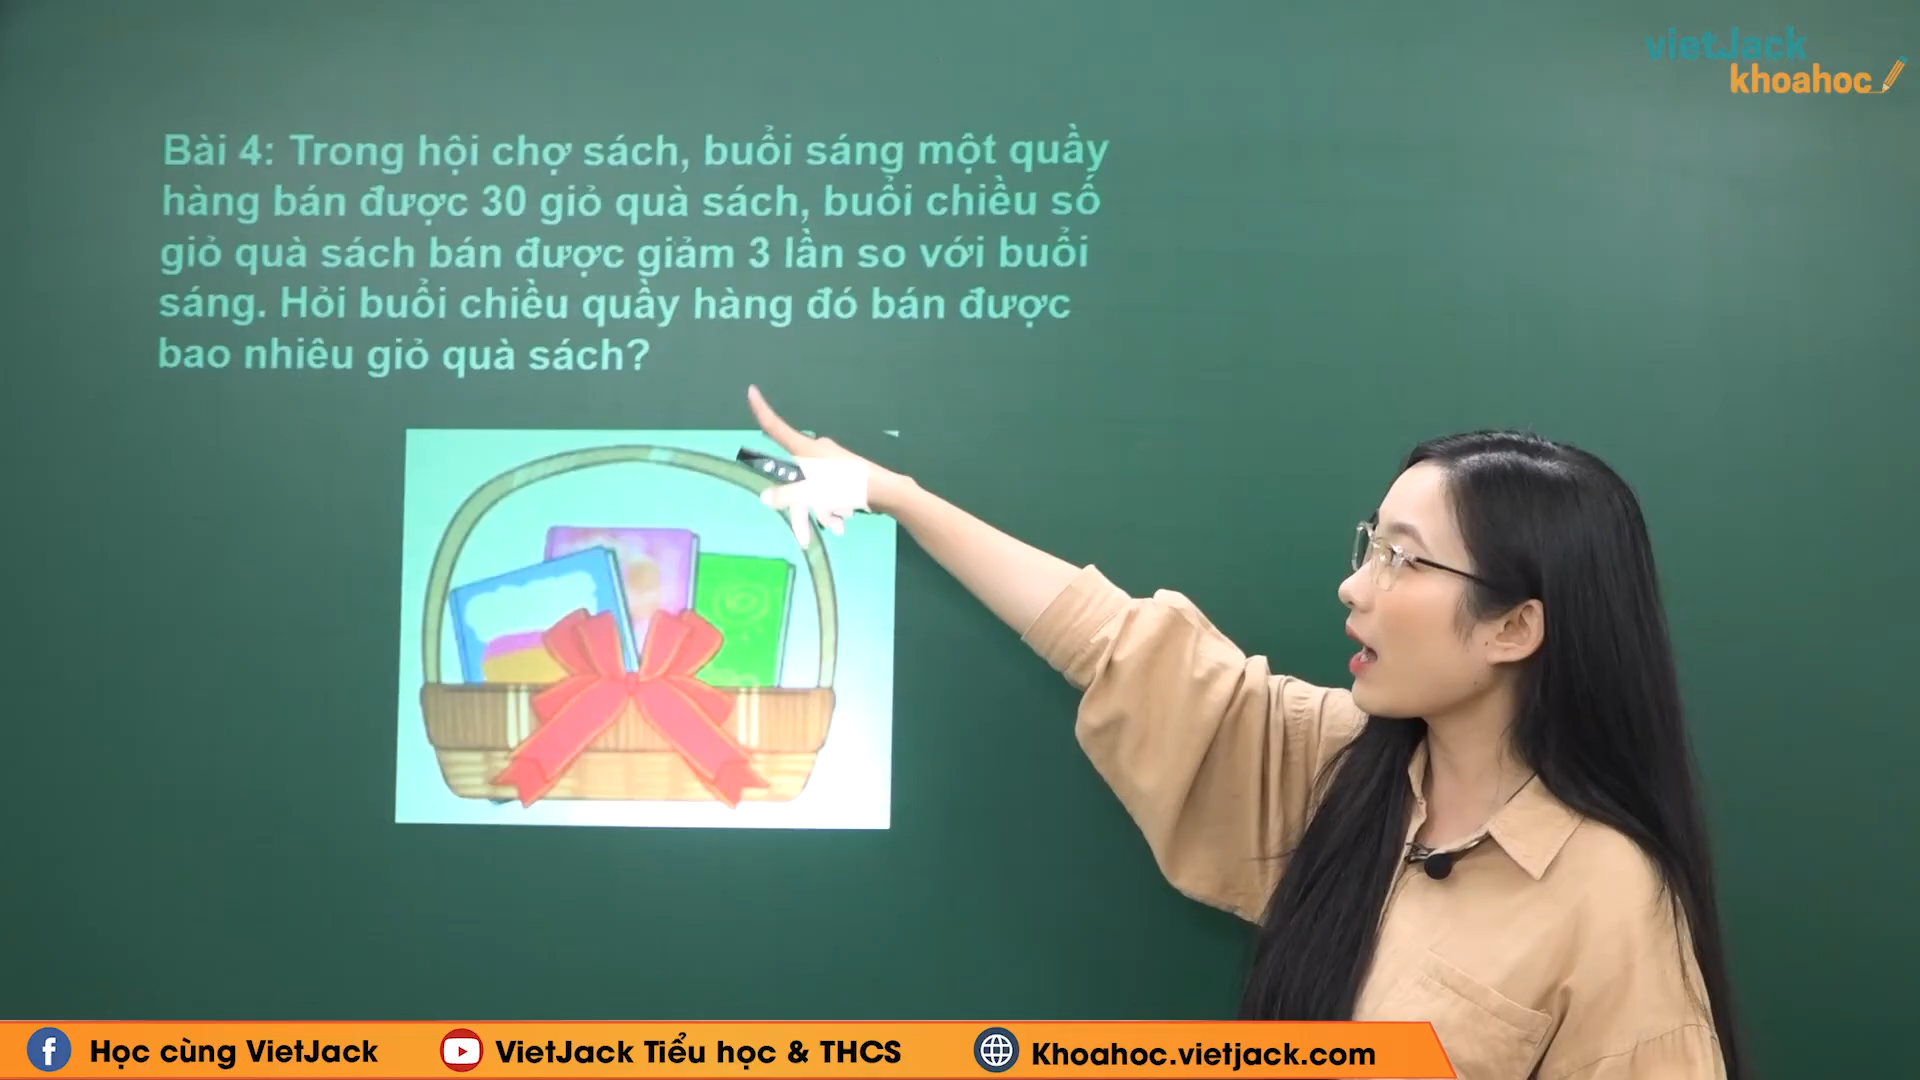 vietJack
khoahoc
Bài 4: Trong hội chợ sách, buổi sáng một quầy
hàng bán được 30 giỏ quà sách, buổi chiều số
giỏ quà sách bán được giảm 3 lần so với buổi
sáng. Hỏi buổi chiều quầy hàng đó bán được
bao nhiêu giỏ quà sách?
Học cùng VietJack
VietJack Tiểu học & THCS
Khoahoc.vietjack.com